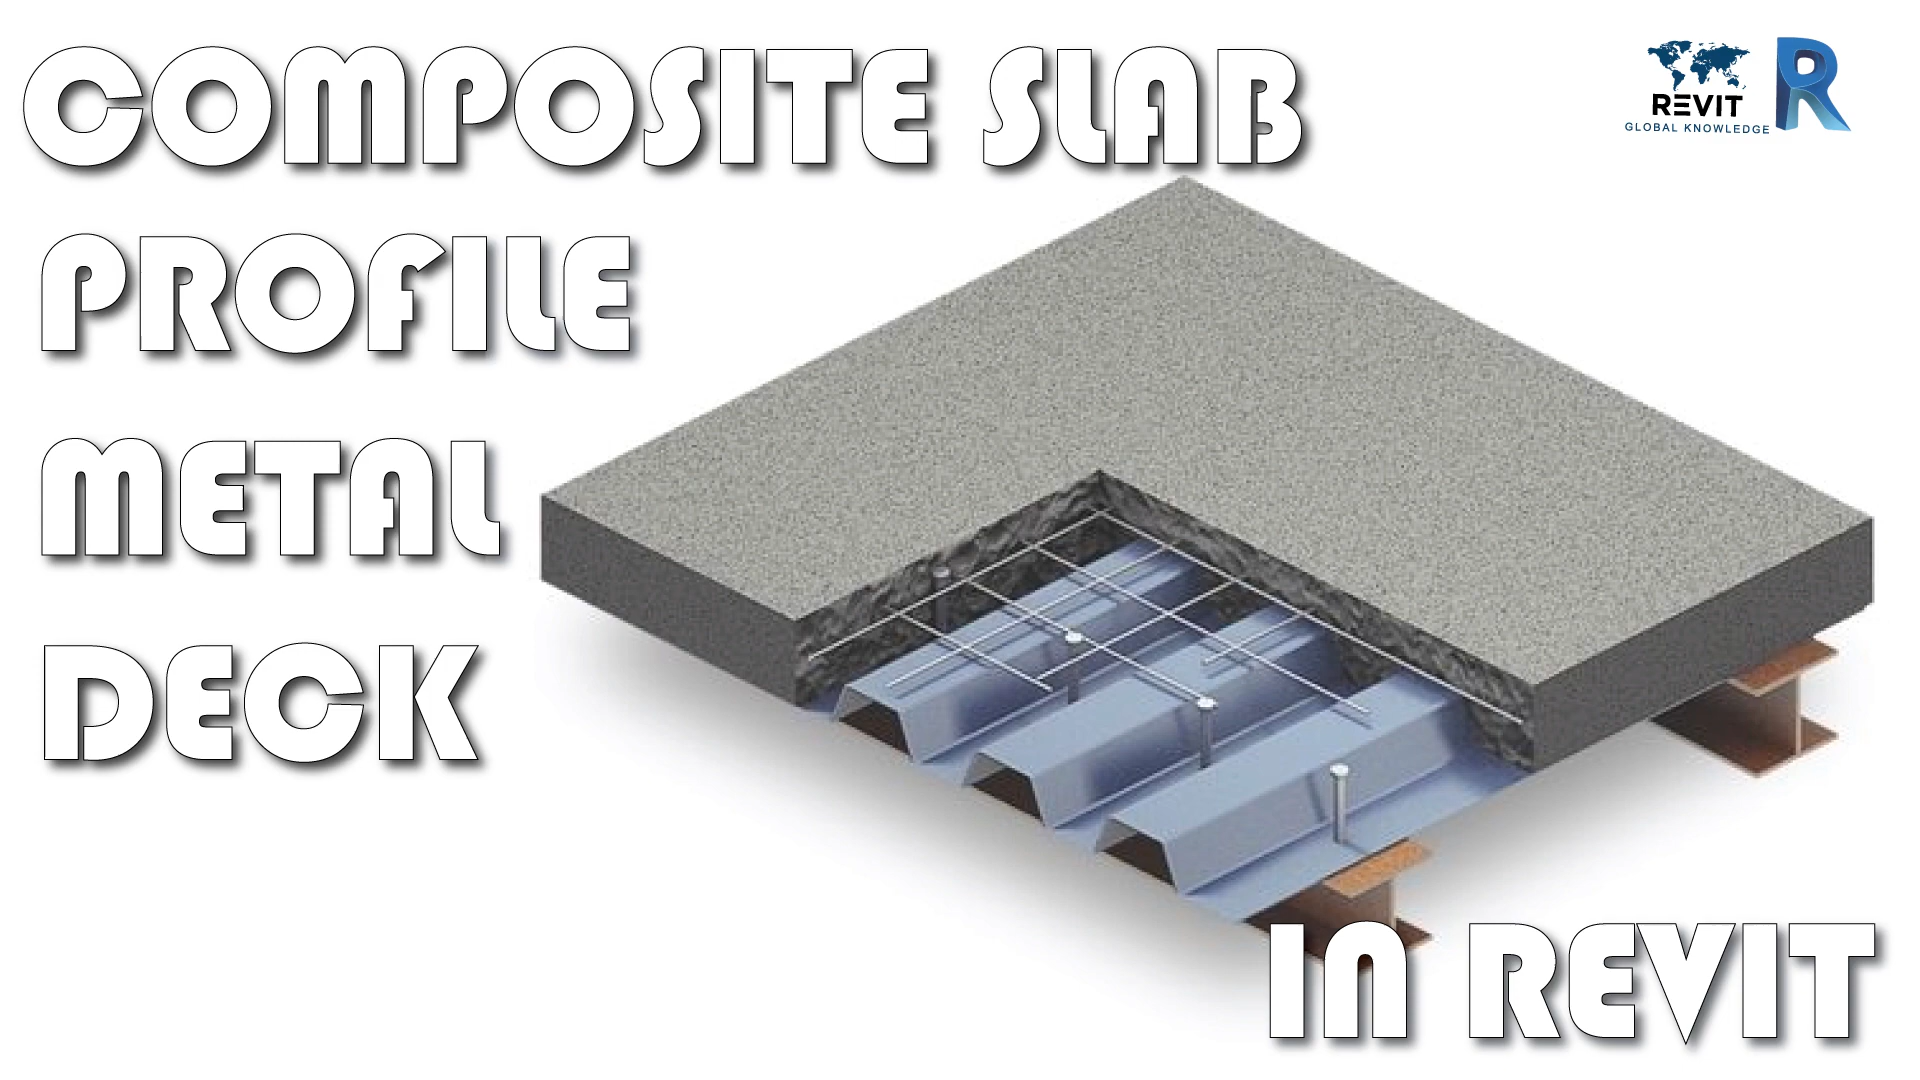 COMPOSITE SLAB
REVIT
GLOBAL KNOWLEDGE
R
PROFILE
METAL
DECK
IN REVIT